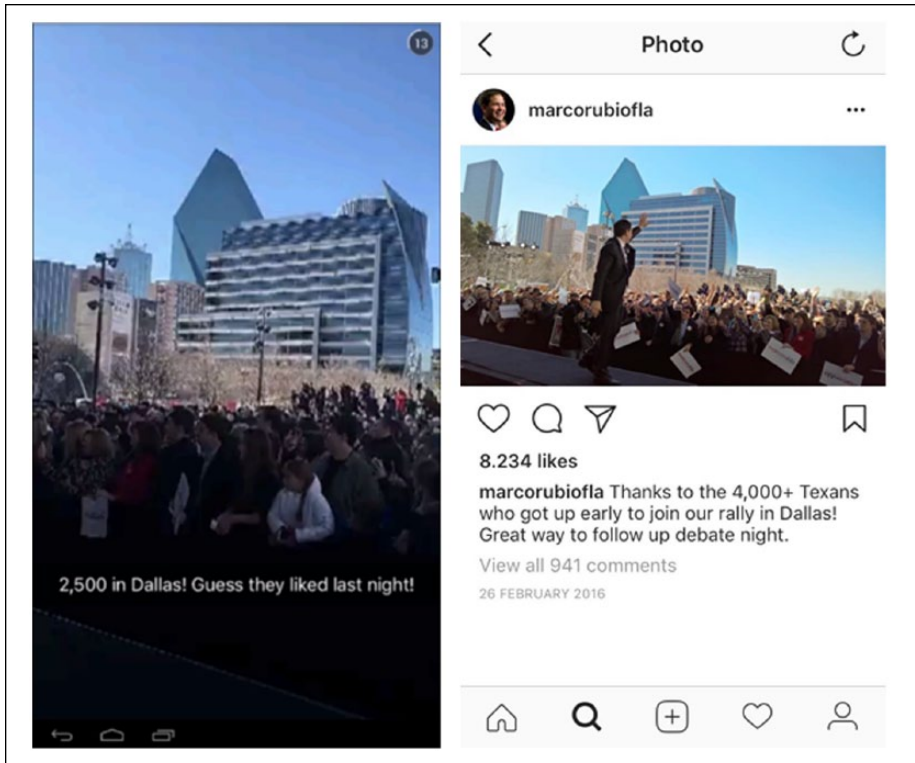 13
2,500 in Dallas! Guess they liked last night!
Photo
marcorubiofla
8.234 likes
marcorubiofla Thanks to the 4,000+ Texans
who got up early to join our rally in Dallas!
Great way to follow up debate night.
View all 941 comments
26 FEBRUARY 2016